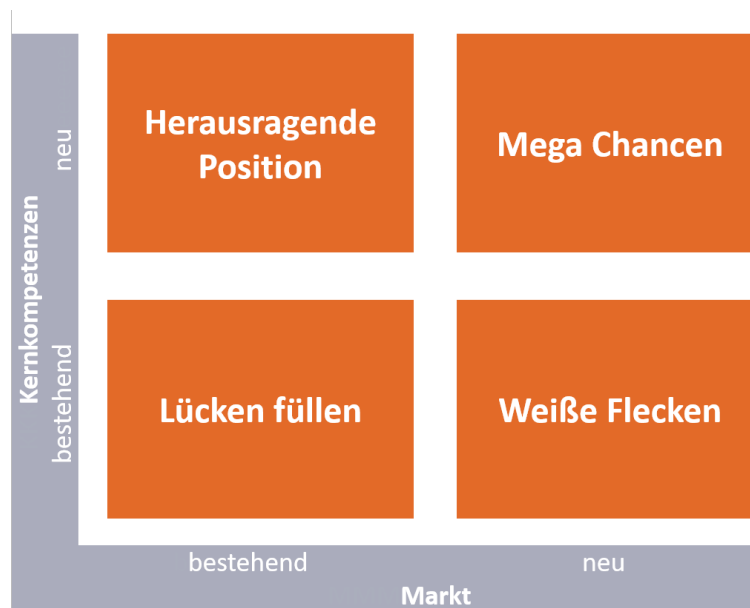 Herausragende
Position
Mega Chancen
Lücken füllen
Weiße Flecken
Kernkompetenzen
neu
bestehend
bestehend
neu
Markt